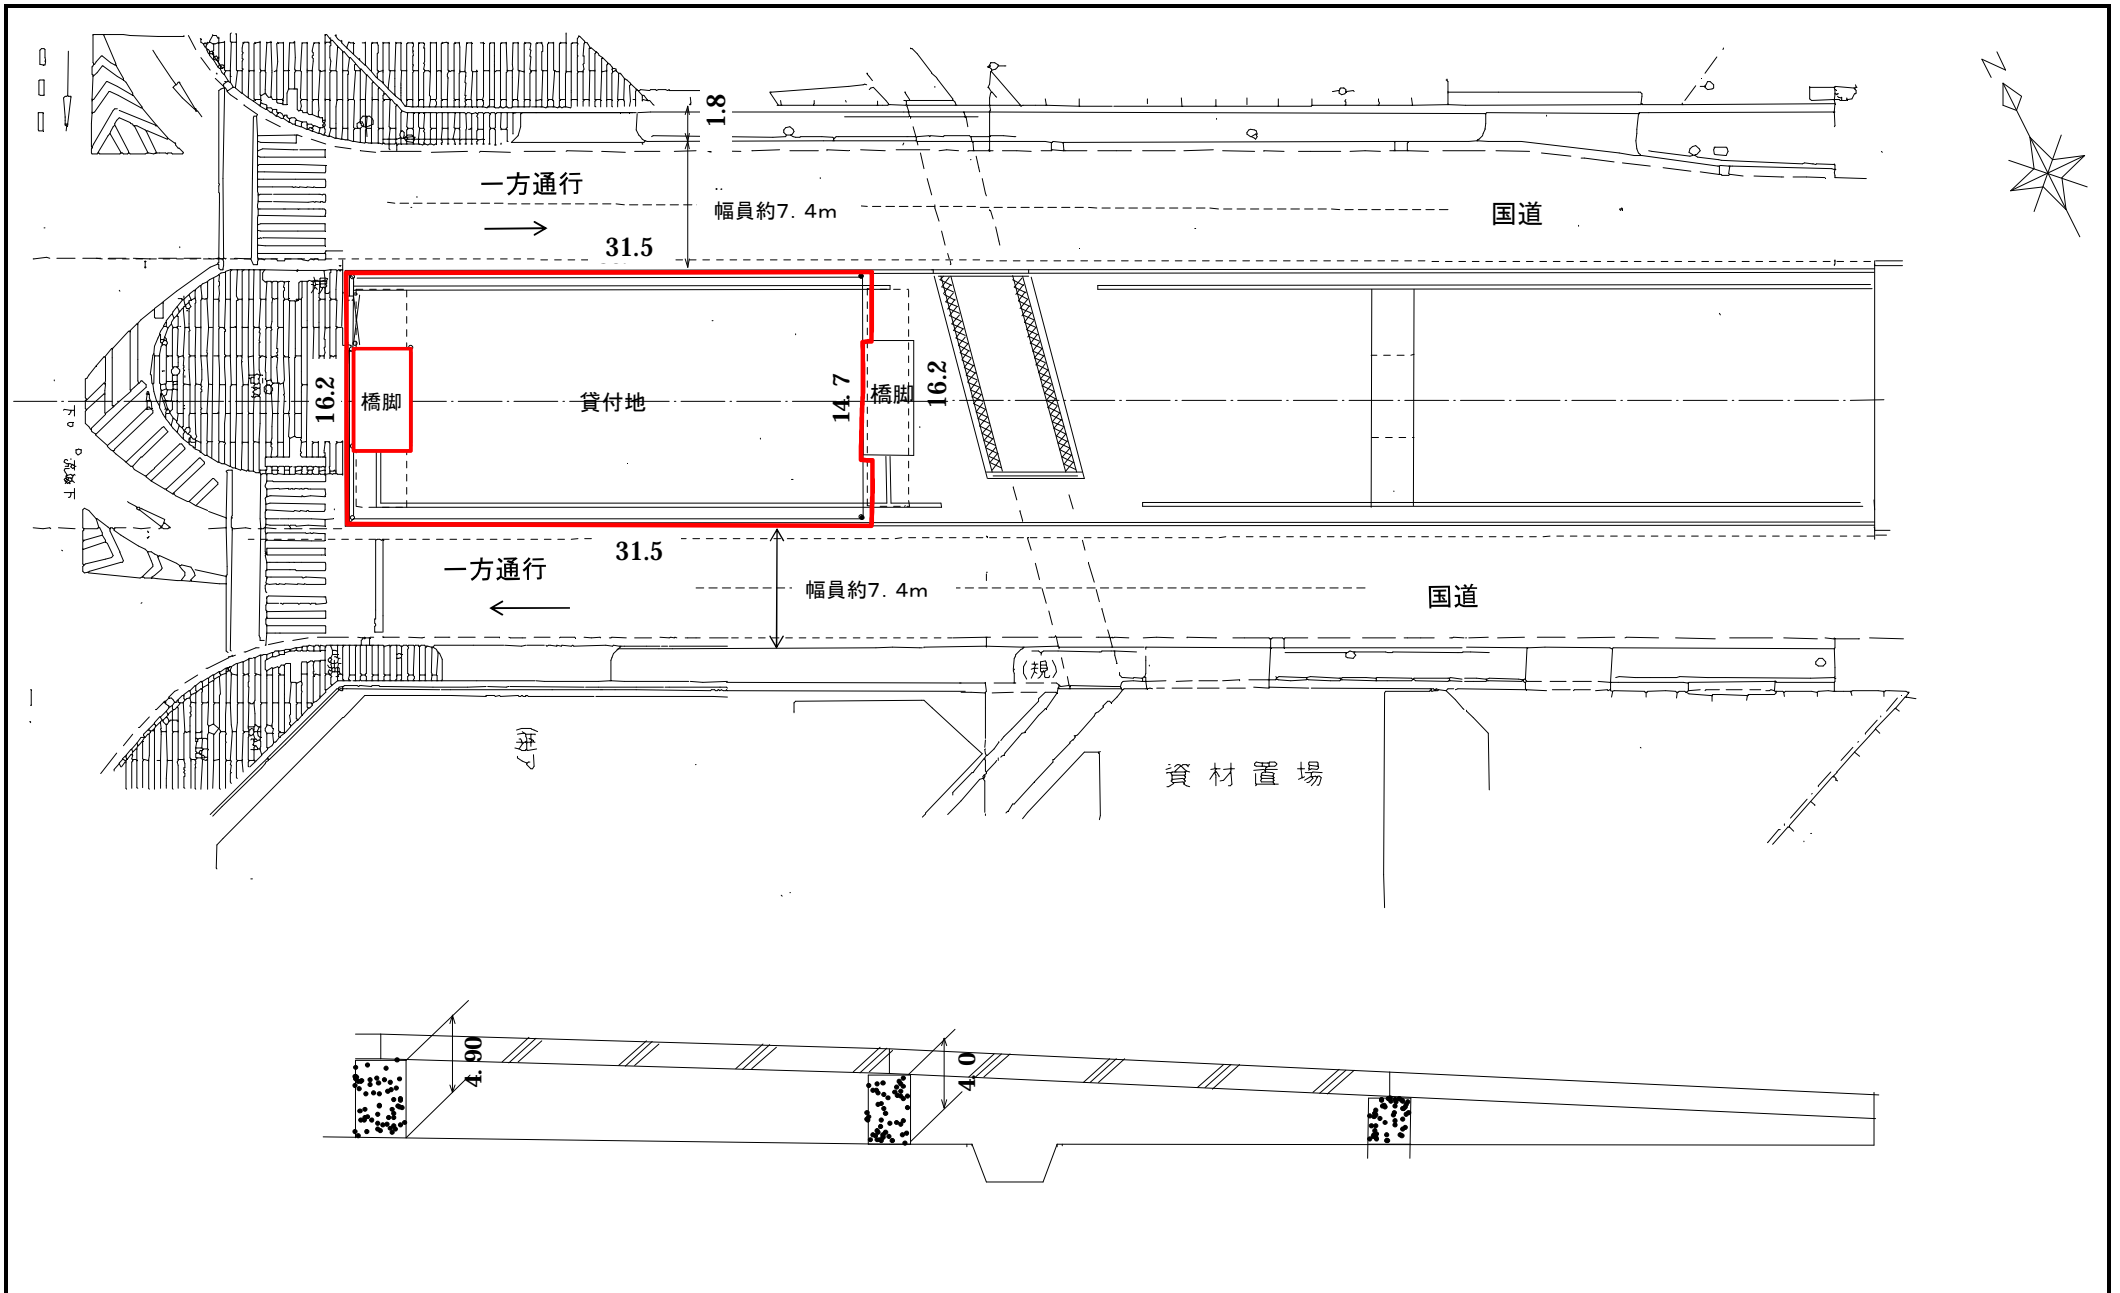 N
1.8
一方通行
幅員約7.4m
国道
31.5
規
16.2
橋脚
貸付地
14.7
橋脚
16.2
31.5
一方通行
幅員約7.4m
国道
(規)
資材置場
4.90
4.0